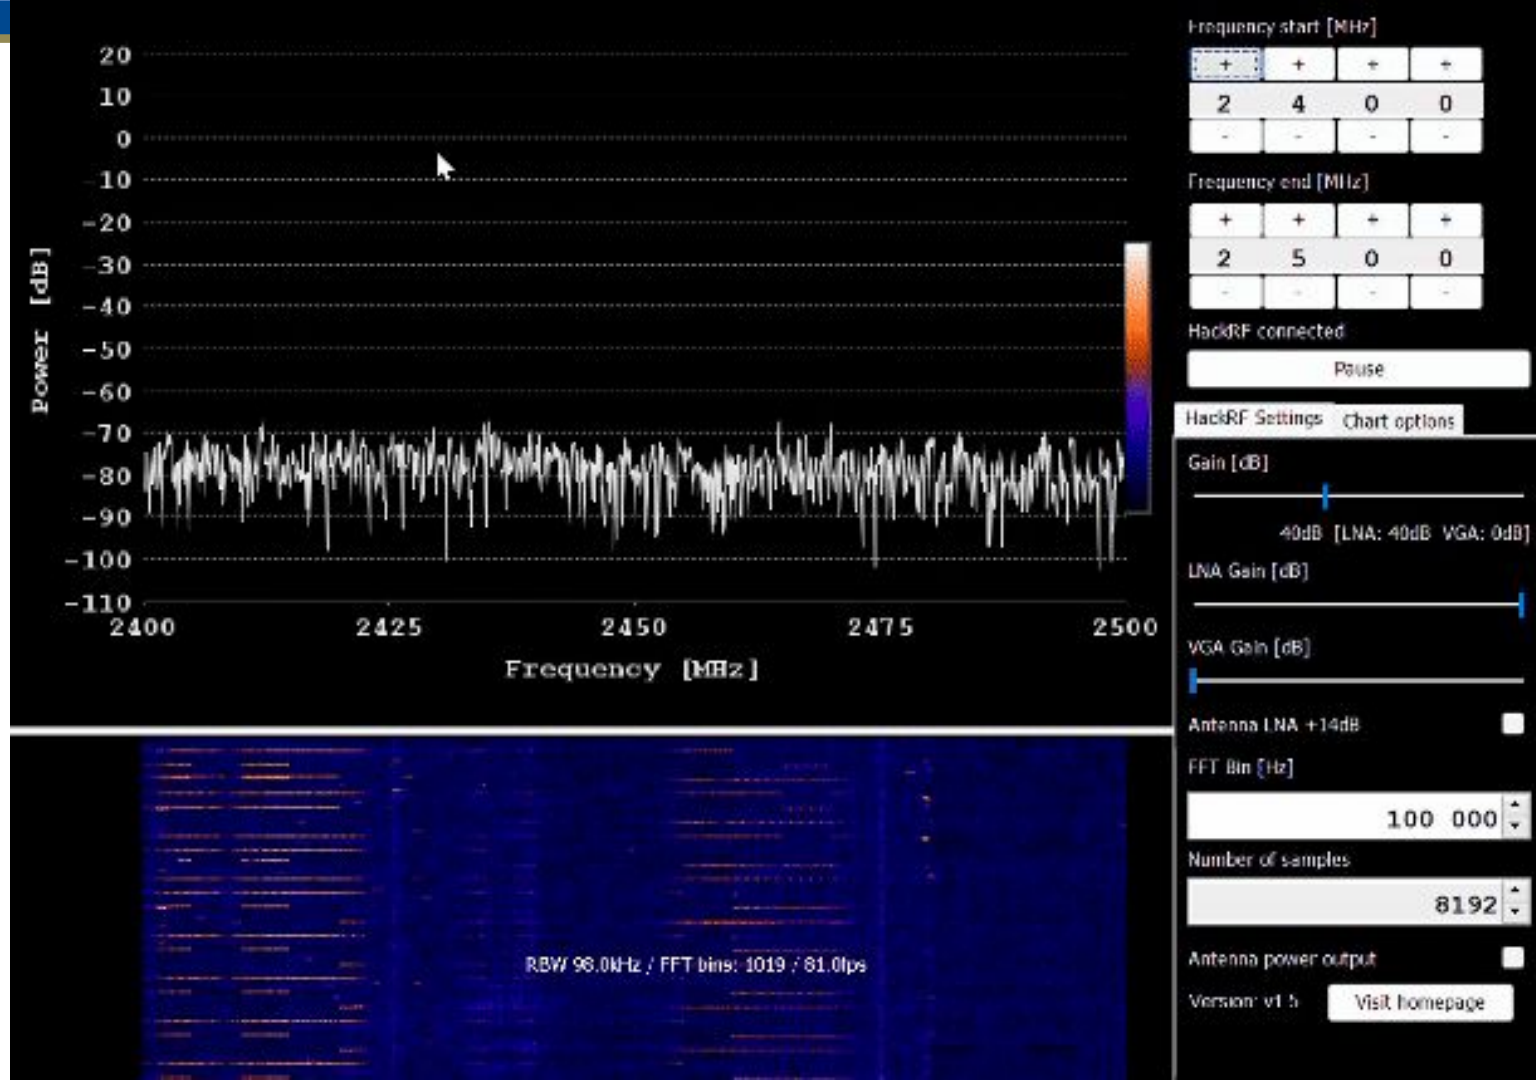 Frequency start [MHz]
+ + + +
2 4 0 0
- - - -
Frequency end [MHz]
+ + + +
2 5 0 0
- - - -
HackRF connected
Pause
HackRF Settings Chart options
Gain [dB]
40dB [LNA: 40dB VGA: 0dB]
LNA Gain [dB]
VGA Gain [dB]
Antenna LNA +14dB
FFT Bin [Hz]
100 000
Number of samples
8192
Antenna power output
Version: v1.5 Visit homepage
Power [dB]
20
10
0
-10
-20
-30
-40
-50
-60
-70
-80
-90
-100
-110
2400 2425 2450 2475 2500
Frequency [MHz]
RBW 98.0kHz / FFT bins: 1019 / 81.0fps